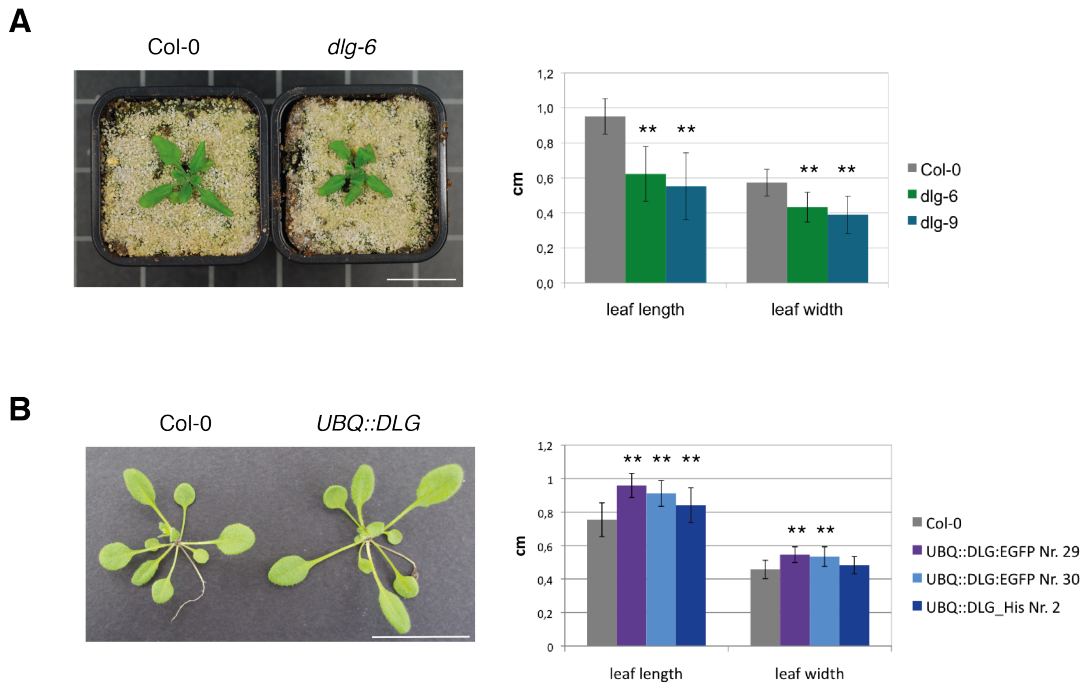 A
Col-0 dlg-6
1,2
1,0
0,8
0,6
0,4
0,2
0,0
cm
** **
** **
leaf length leaf width
Col-0
dlg-6
dlg-9
B
Col-0 UBQ::DLG
1,2
1
0,8
0,6
0,4
0,2
0
cm
** ** **
** **
leaf length leaf width
Col-0
UBQ::DLG:EGFP Nr. 29
UBQ::DLG:EGFP Nr. 30
UBQ::DLG_His Nr. 2